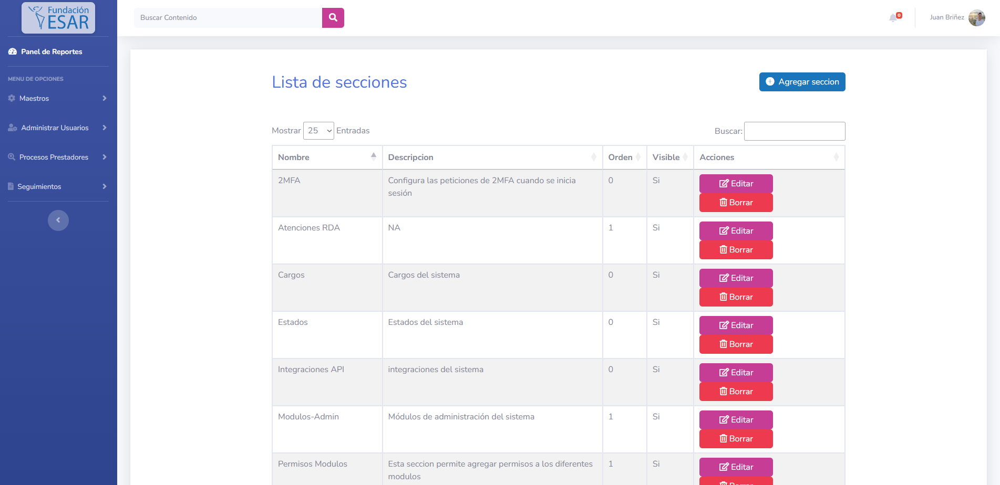 Fundación
ESAR
Buscar Contenido
0
Juan Briñez
Panel de Reportes
MENU DE OPCIONES
Maestros
Administrar Usuarios
Procesos Prestadores
Seguimientos
Lista de secciones
Agregar seccion
Mostrar 25 Entradas
Buscar:
Nombre Descripcion Orden Visible Acciones
2MFA Configura las peticiones de 2MFA cuando se inicia 0 Si Editar
sesión
Borrar
Atenciones RDA NA 1 Si Editar
Borrar
Cargos Cargos del sistema 0 Si Editar
Borrar
Estados Estados del sistema 0 Si Editar
Borrar
Integraciones API integraciones del sistema 0 Si Editar
Borrar
Modulos-Admin Módulos de administración del sistema 1 Si Editar
Borrar
Permisos Modulos Esta seccion permite agregar permisos a los diferentes 1 Si Editar
modulos
Borrar